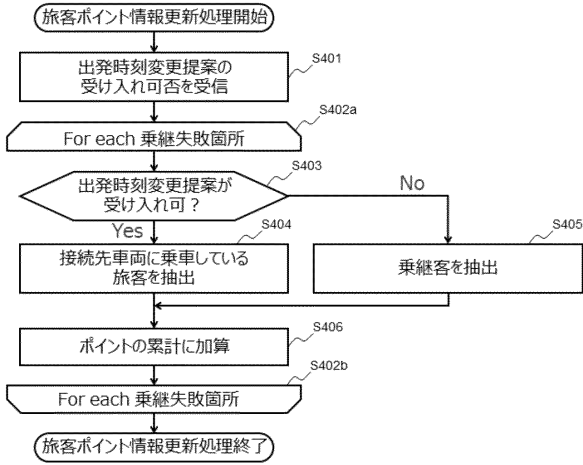 旅客ポイント情報更新処理開始
S401
出発時刻変更提案の
受け入れ可否を受信
S402a
For each 乗継失敗箇所
S403
出発時刻変更提案が
受け入れ可？
No
Yes
S404
接続先車両に乗車している
旅客を抽出
S405
乗継客を抽出
S406
ポイントの累計に加算
S402b
For each 乗継失敗箇所
旅客ポイント情報更新処理終了